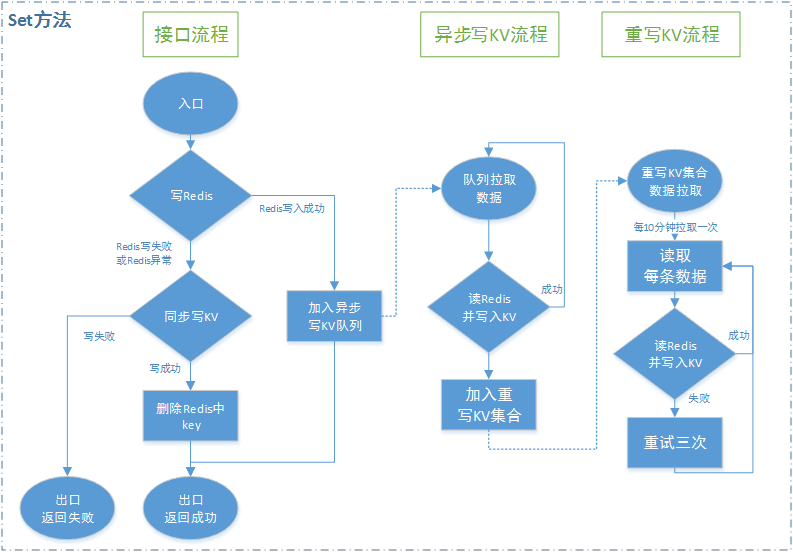 Set方法
接口流程
异步写KV流程
重写KV流程
入口
写Redis
Redis写入成功
Redis写失败
或Redis异常
同步写KV
加入异步
写KV队列
写失败
写成功
删除Redis中
key
出口
返回失败
出口
返回成功
队列拉取
数据
读Redis
并写入KV
成功
加入重
写KV集合
重写KV集合
数据拉取
每10分钟拉取一次
读取
每条数据
读Redis
并写入KV
成功
失败
重试三次